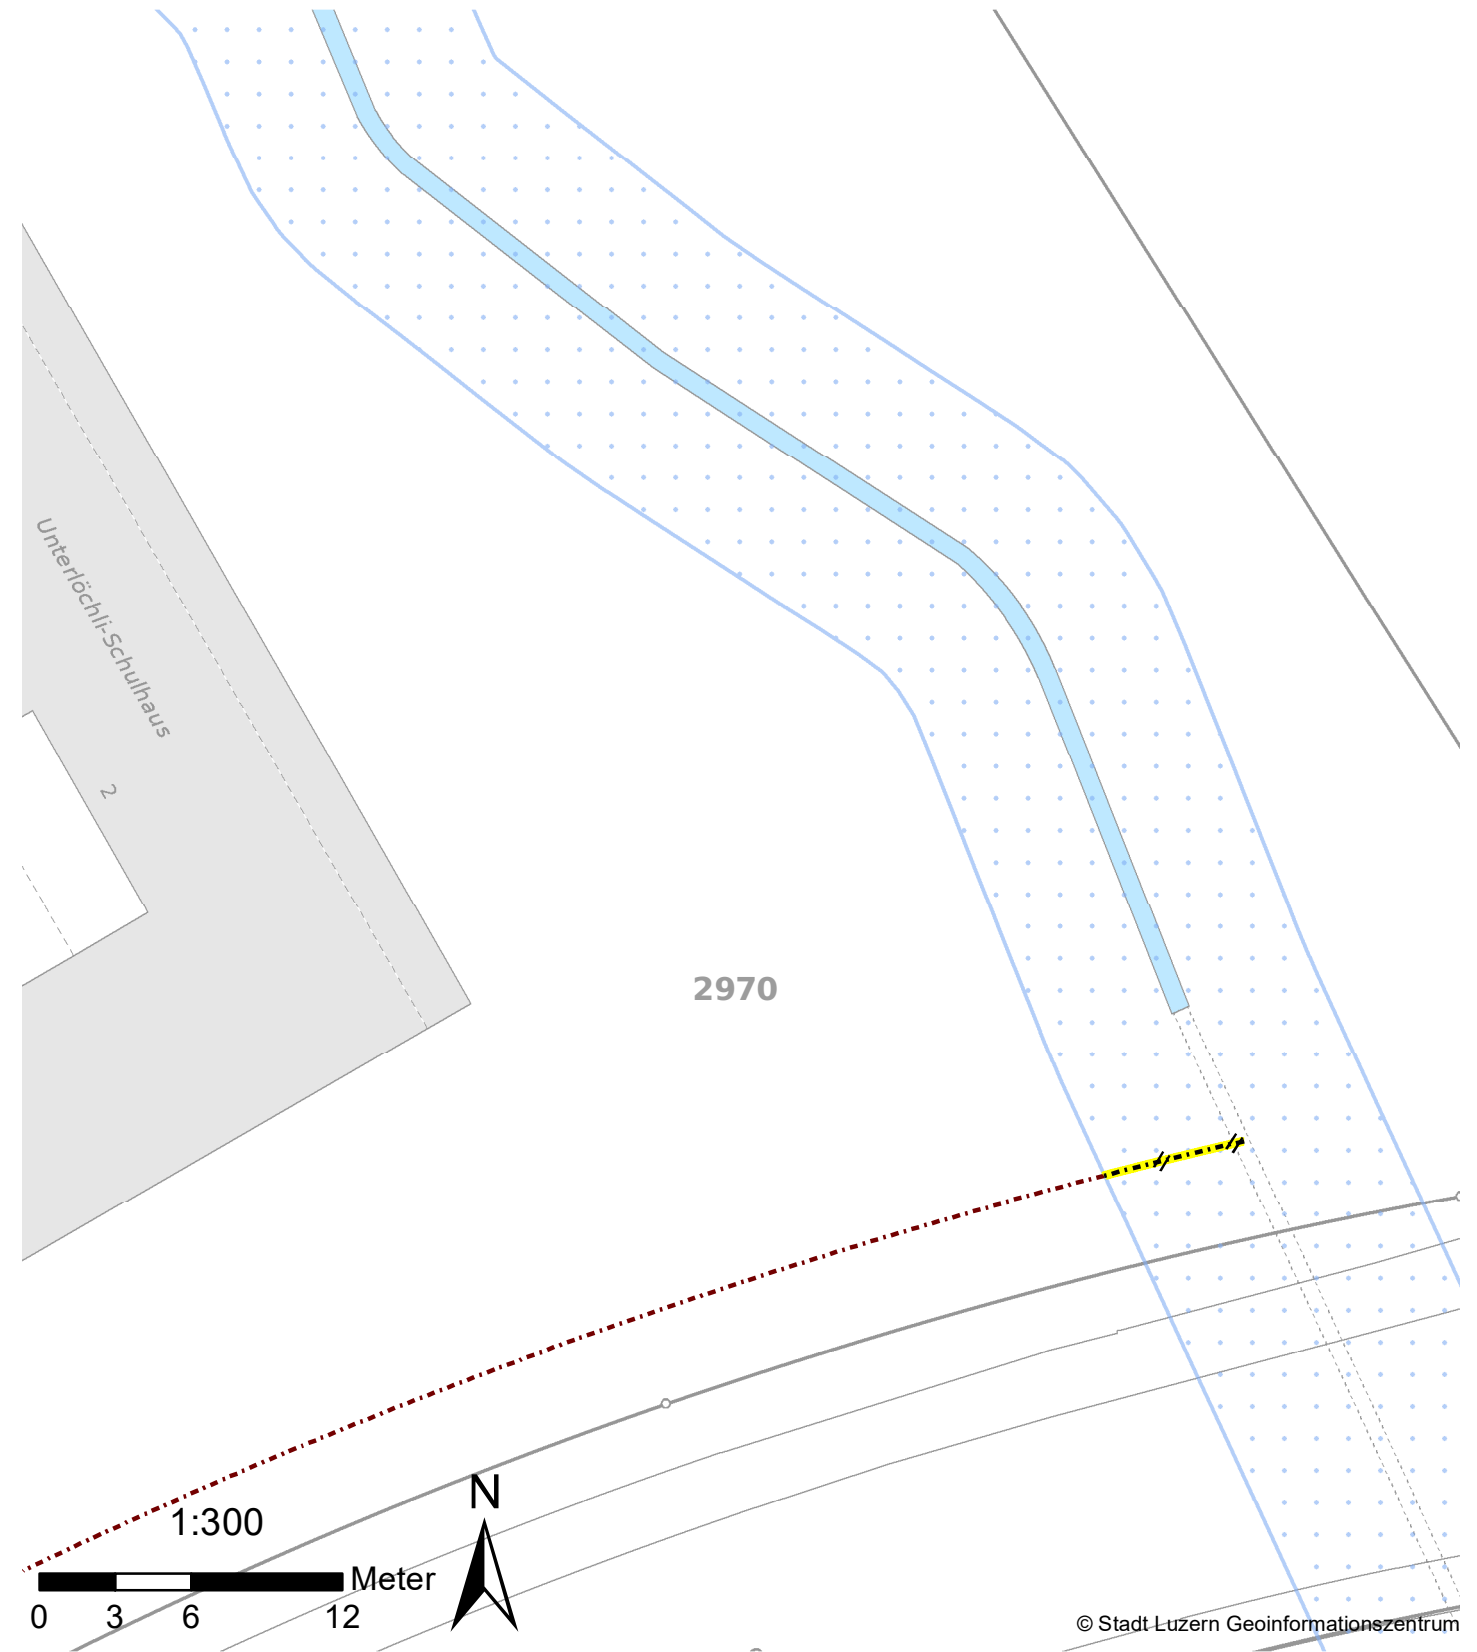 Unterlöchli-Schulhaus
2
2970
N
1:300
Meter
0 3 6 12
© Stadt Luzern Geoinformationszentrum